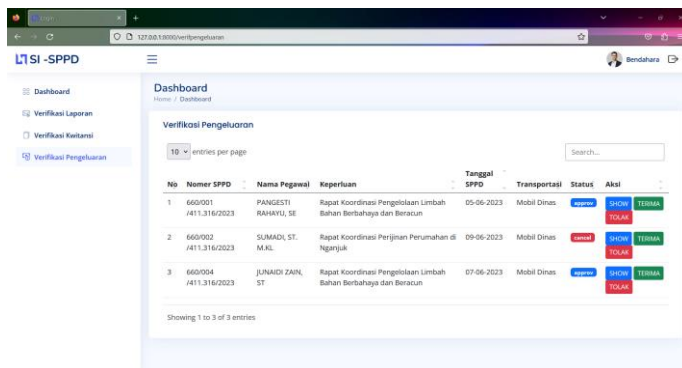 Login
127.0.0.1:8000/verifpengeluaran
SI -SPPD
Bendahara
Dashboard
Verifikasi Laporan
Verifikasi Kwitansi
Verifikasi Pengeluaran
Dashboard
Home / Dashboard
Verifikasi Pengeluaran
10 entries per page
Search...
No Nomer SPPD Nama Pegawai Keperluan Tanggal SPPD Transportasi Status Aksi
1 660/001 PANGESTI Rapat Koordinasi Pengelolaan Limbah 05-06-2023 Mobil Dinas approv SHOW TERIMA
/411.316/2023 RAHAYU, SE Bahan Berbahaya dan Beracun TOLAK
2 660/002 SUMADI, ST. Rapat Koordinasi Perijinan Perumahan di 09-06-2023 Mobil Dinas cancel SHOW TERIMA
/411.316/2023 M.KL Nganjuk TOLAK
3 660/004 JUNAIDI ZAIN, Rapat Koordinasi Pengelolaan Limbah 07-06-2023 Mobil Dinas approv SHOW TERIMA
/411.316/2023 ST Bahan Berbahaya dan Beracun TOLAK
Showing 1 to 3 of 3 entries